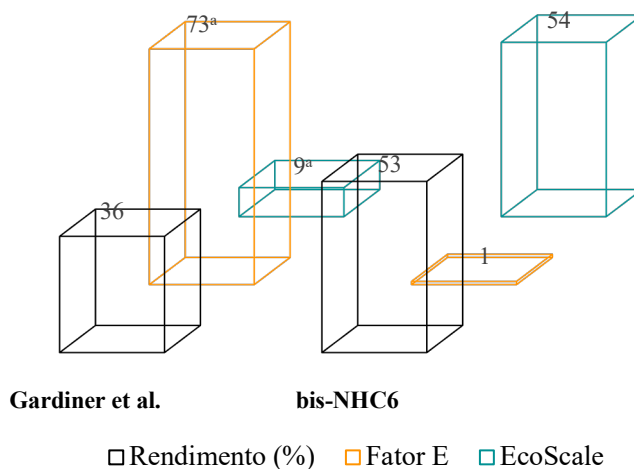 73ª
54
9ª
53
36
1
Gardiner et al.
bis-NHC6
Rendimento (%)
Fator E
EcoScale